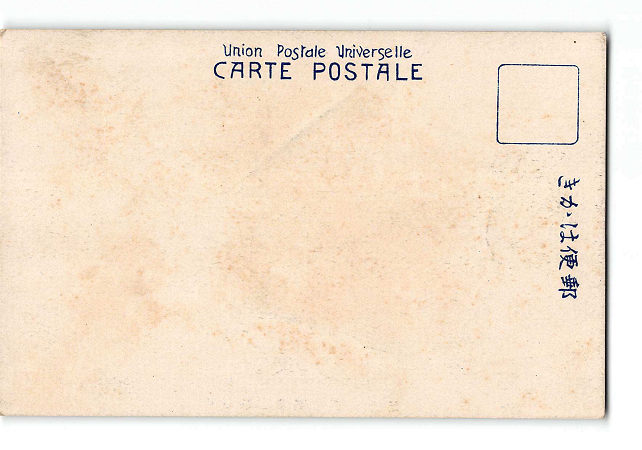 Union Postale Universelle
CARTE POSTALE
郵便はかき